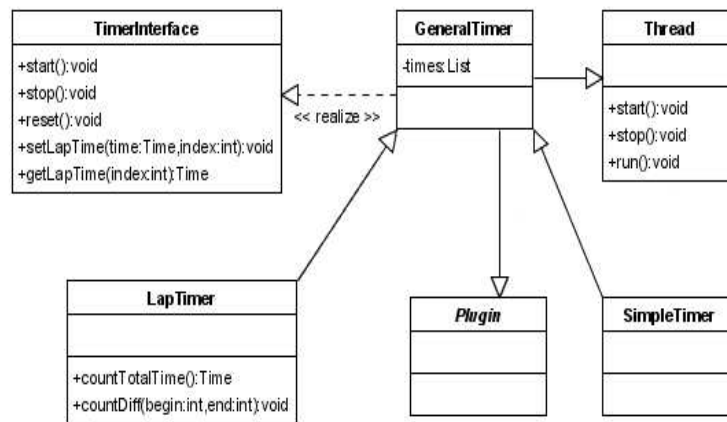 TimerInterface
+start():void
+stop():void
+reset():void
+setLapTime(time:Time,index:int):void
+getLapTime(index:int):Time
<< realize >>
GeneralTimer
-times:List
Thread
+start():void
+stop():void
+run():void
LapTimer
+countTotalTime():Time
+countDiff(begin:int,end:int):void
Plugin
SimpleTimer